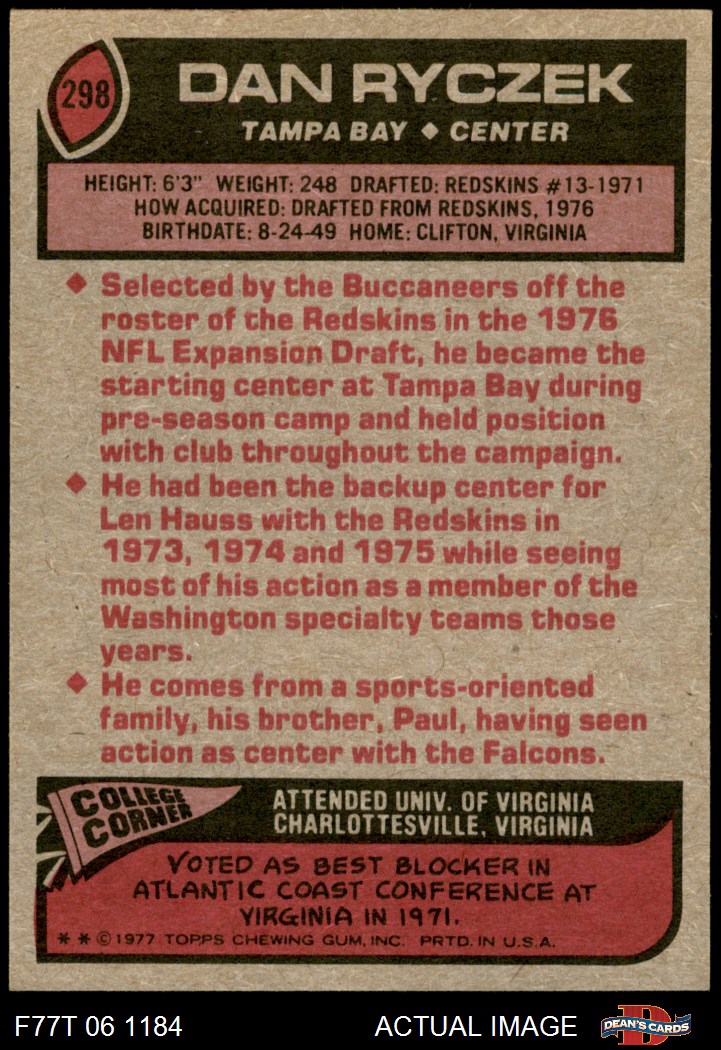 298
DAN RYCZEK
TAMPA BAY ♦ CENTER
HEIGHT: 6'3" WEIGHT: 248 DRAFTED: REDSKINS #13-1971
HOW ACQUIRED: DRAFTED FROM REDSKINS, 1976
BIRTHDATE: 8-24-49 HOME: CLIFTON, VIRGINIA
♦ Selected by the Buccaneers off the
roster of the Redskins in the 1976
NFL Expansion Draft, he became the
starting center at Tampa Bay during
pre-season camp and held position
with club throughout the campaign.
♦ He had been the backup center for
Len Hauss with the Redskins in
1973, 1974 and 1975 while seeing
most of his action as a member of the
Washington specialty teams those
years.
♦ He comes from a sports-oriented
family, his brother, Paul, having seen
action as center with the Falcons.
COLLEGE
CORNER
ATTENDED UNIV. OF VIRGINIA
CHARLOTTESVILLE, VIRGINIA
VOTED AS BEST BLOCKER IN
ATLANTIC COAST CONFERENCE AT
VIRGINIA IN 1971.
* * © 1977 TOPPS CHEWING GUM, INC. PRTD. IN U.S.A.
F77T 06 1184
ACTUAL IMAGE
D
DEAN'S CARDS